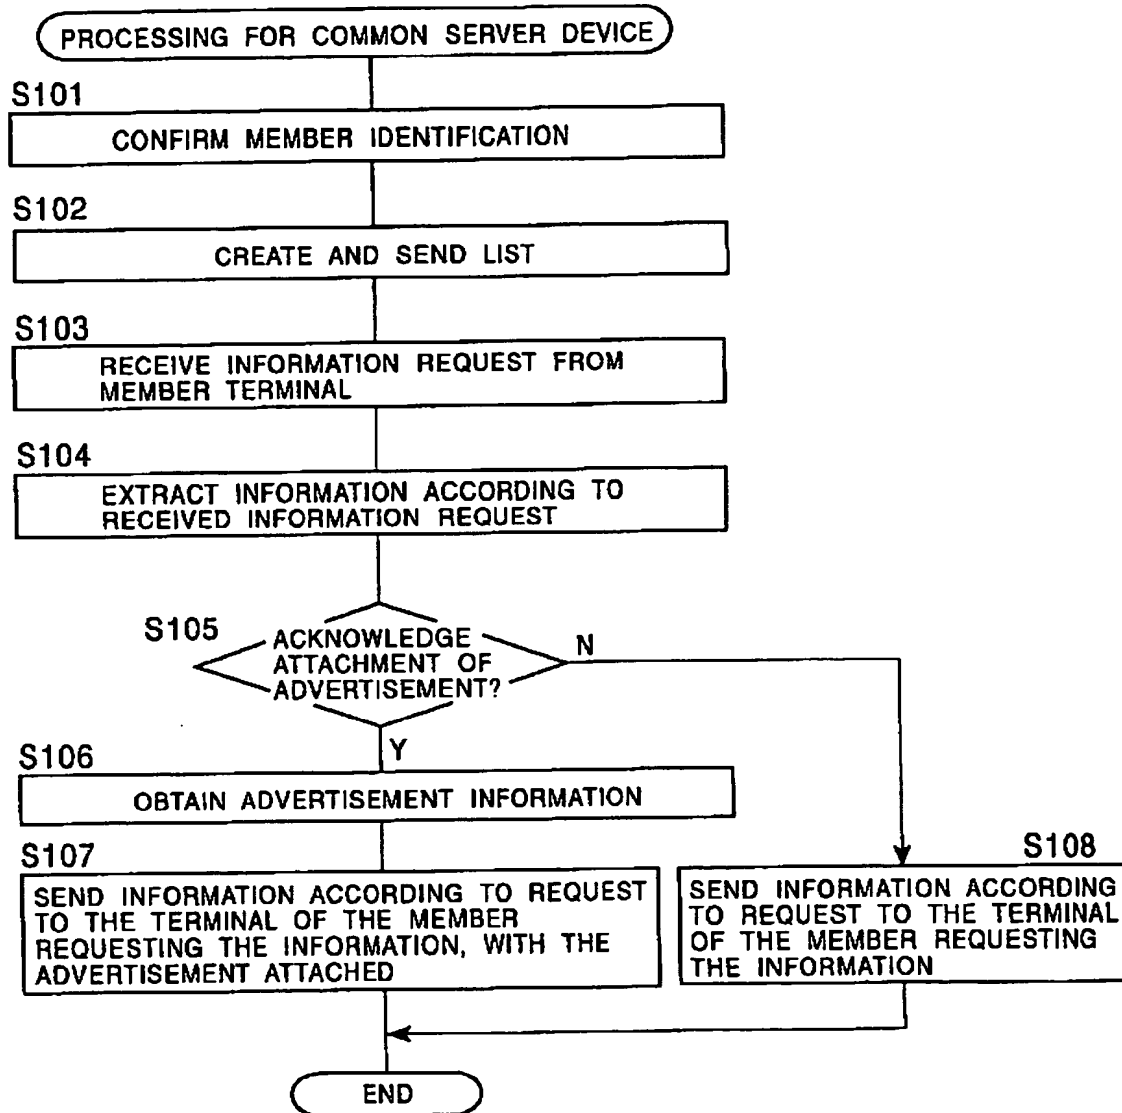 PROCESSING FOR COMMON SERVER DEVICE
S101
CONFIRM MEMBER IDENTIFICATION
S102
CREATE AND SEND LIST
S103
RECEIVE INFORMATION REQUEST FROM
MEMBER TERMINAL
S104
EXTRACT INFORMATION ACCORDING TO
RECEIVED INFORMATION REQUEST
S105
ACKNOWLEDGE
ATTACHMENT OF
ADVERTISEMENT?
N
Y
S106
OBTAIN ADVERTISEMENT INFORMATION
S107
SEND INFORMATION ACCORDING TO REQUEST
TO THE TERMINAL OF THE MEMBER
REQUESTING THE INFORMATION, WITH THE
ADVERTISEMENT ATTACHED
S108
SEND INFORMATION ACCORDING
TO REQUEST TO THE TERMINAL
OF THE MEMBER REQUESTING
THE INFORMATION
END